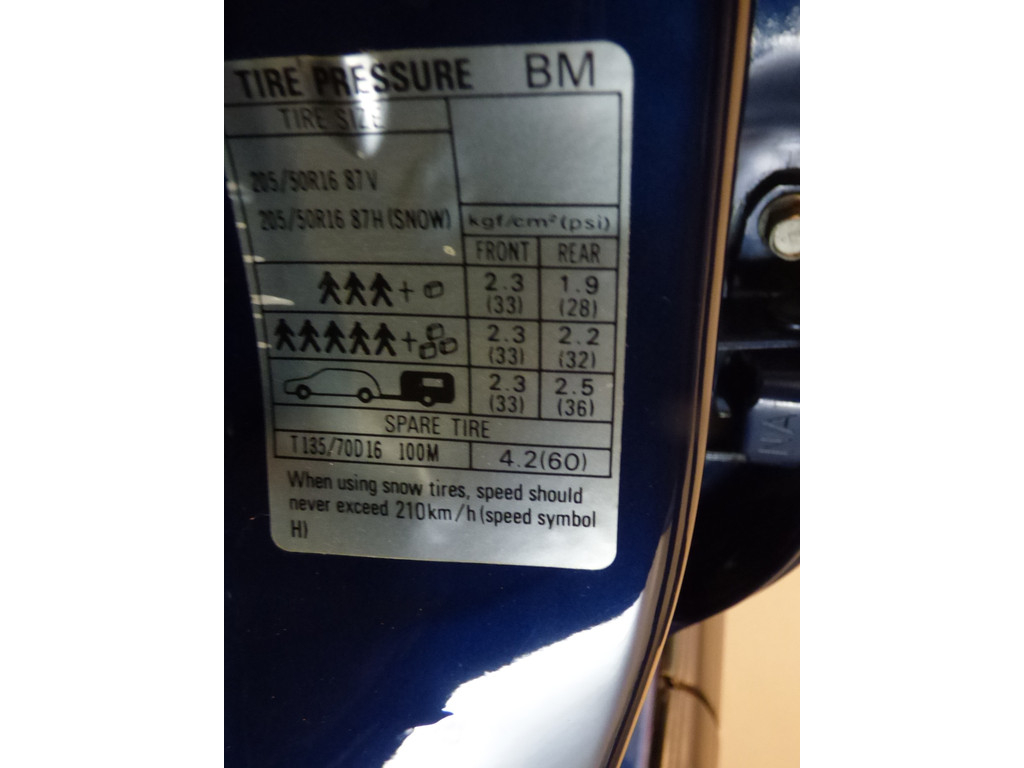 TIRE PRESSURE BM
TIRE SIZE
205/50R16 87V
205/50R16 87H (SNOW)
kgf/cm² (psi)
FRONT REAR
+ 2.3 1.9
(33) (28)
+ 2.3 2.2
(33) (32)
2.3 2.5
(33) (36)
SPARE TIRE
T135/70D16 100M 4.2(60)
When using snow tires, speed should
never exceed 210km/h (speed symbol
H)